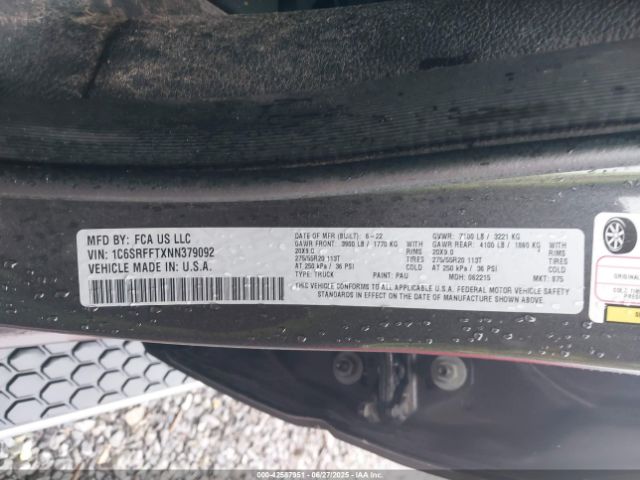 MFD BY: FCA US LLC
VIN: 1C6SRFFTXNN379092
VEHICLE MADE IN: U.S.A.
DATE OF MFR (BUILT): 6-22
GAWR FRONT: 3900 LB / 1770 KG WITH
20X9.0 RIMS
275/55R20 113T TIRES
AT 250 kPa / 36 PSI COLD
TYPE: TRUCK PAINT: PAU
GVWR: 7100 LB / 3221 KG
GAWR REAR: 4100 LB / 1860 KG WITH
20X9.0 RIMS
275/55R20 113T TIRES
AT 250 kPa / 36 PSI COLD
MDH: 062215 MKT: 875
THIS VEHICLE CONFORMS TO ALL APPLICABLE U.S.A. FEDERAL MOTOR VEHICLE SAFETY
STANDARDS IN EFFECT ON THE DATE OF MANUFACTURE SHOWN ABOVE.
© 000-42587951 - 06/27/2025 - IAAI.com